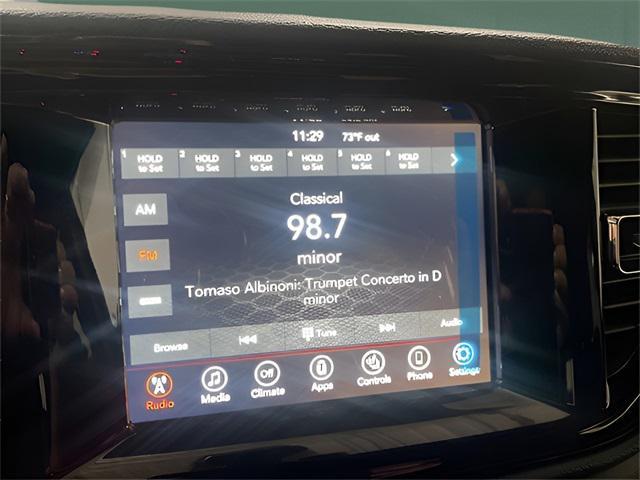 11:29 73°F out
1 HOLD to Set 2 HOLD to Set 3 HOLD to Set 4 HOLD to Set 5 HOLD to Set 6 HOLD to Set
Classical
AM
98.7
FM
minor
Tomaso Albinoni: Trumpet Concerto in D
minor
Browse Tune Audio
Radio Media Climate Off Apps Controls Phone Settings